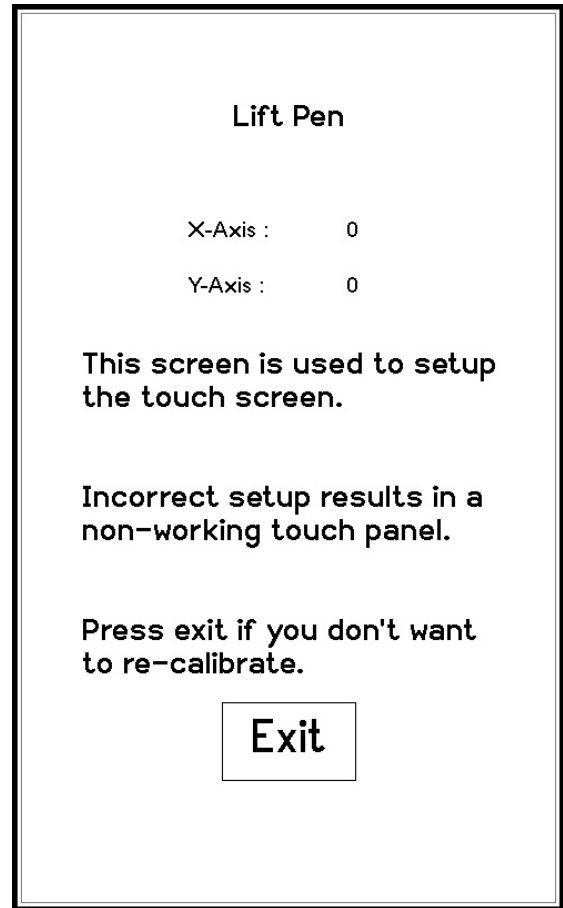 Lift Pen
X-Axis : 0
Y-Axis : 0
This screen is used to setup
the touch screen.
Incorrect setup results in a
non-working touch panel.
Press exit if you don't want
to re-calibrate.
Exit